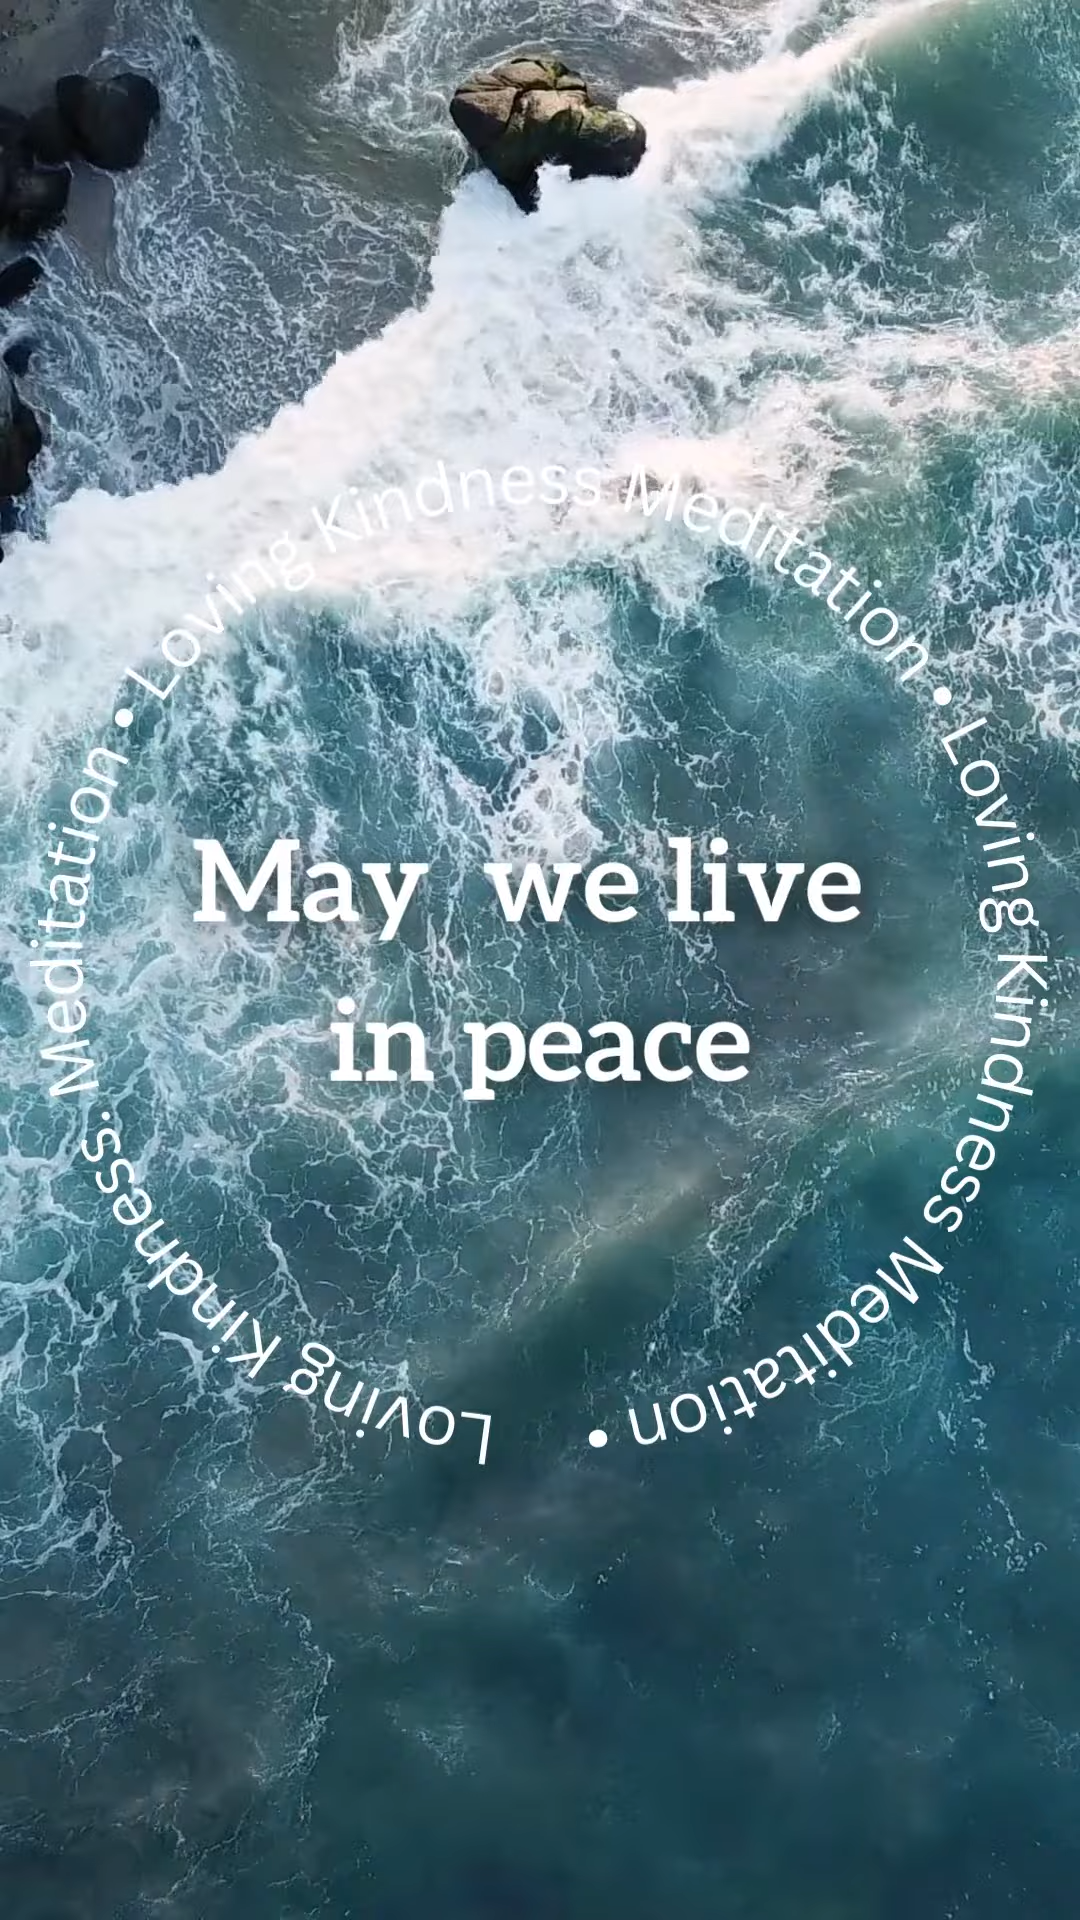 May we live
in peace
Loving Kindness Meditation • Loving Kindness Meditation • Loving Kindness. Meditation •